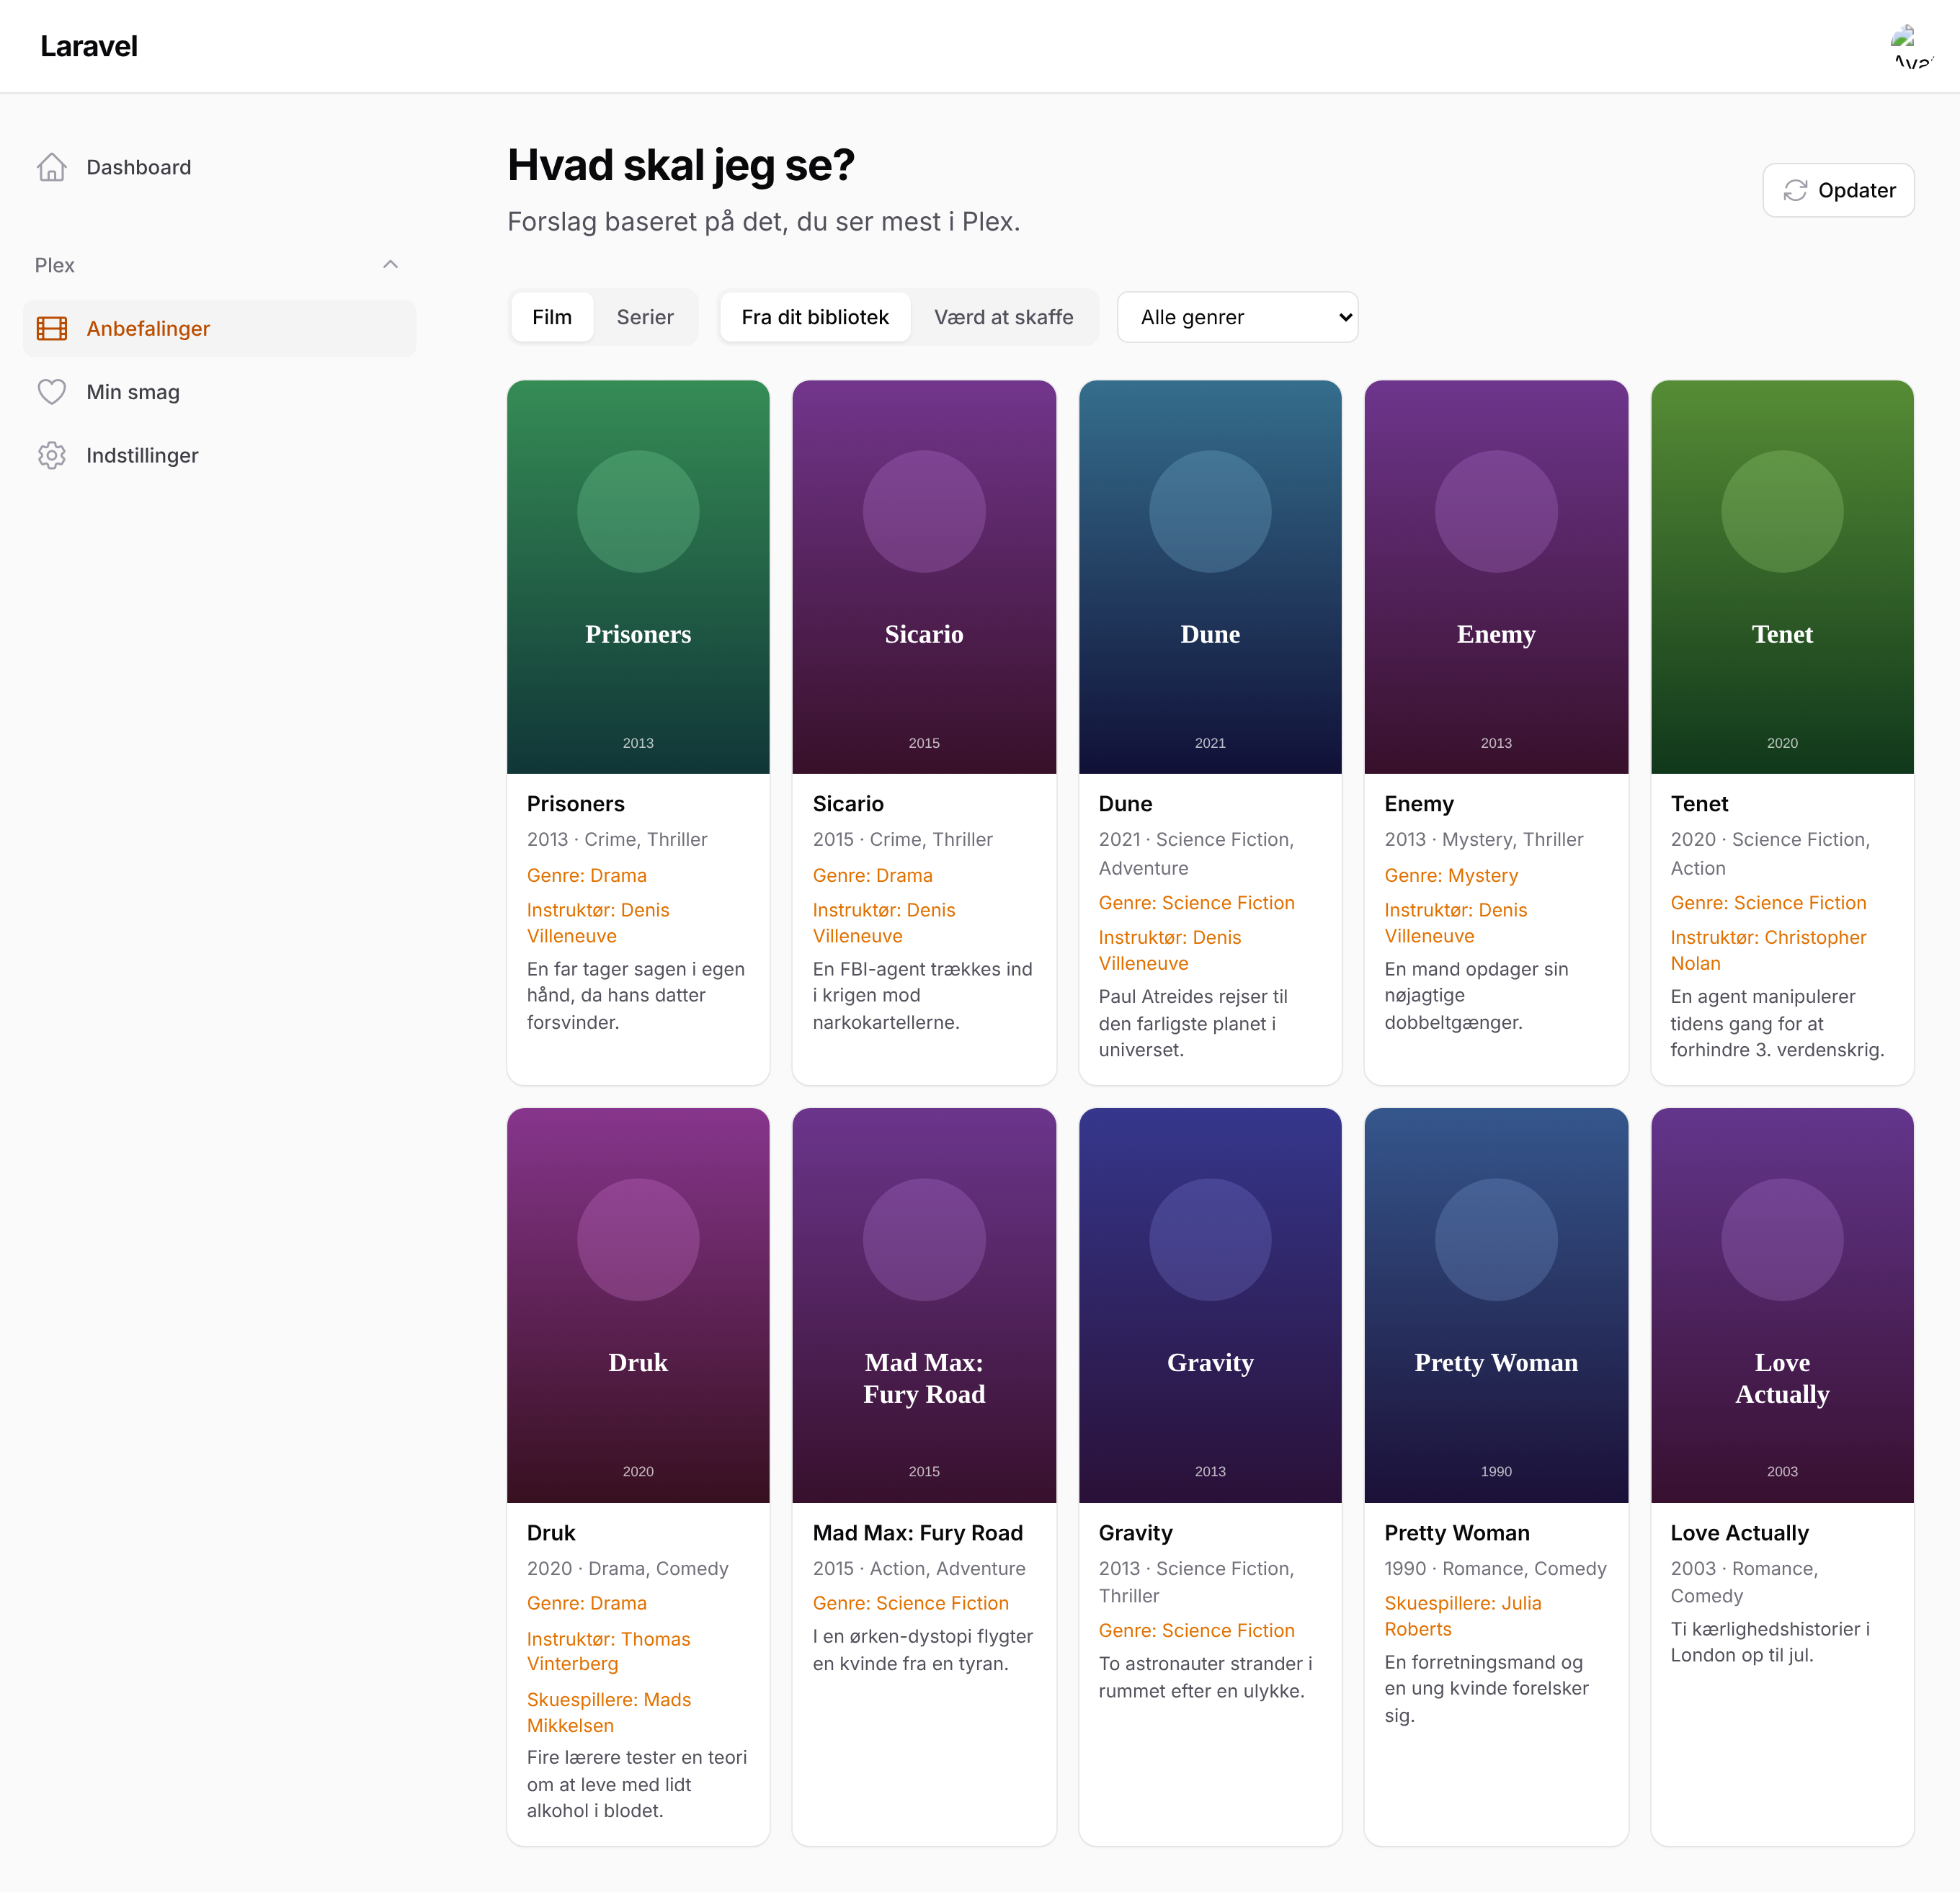 Laravel
Dashboard
Plex
Anbefalinger
Min smag
Indstillinger
Hvad skal jeg se?
Forslag baseret på det, du ser mest i Plex.
Opdater
Film
Serier
Fra dit bibliotek
Værd at skaffe
Alle genrer
Prisoners
2013
Prisoners
2013 · Crime, Thriller
Genre: Drama
Instruktør: Denis
Villeneuve
En far tager sagen i egen
hånd, da hans datter
forsvinder.
Sicario
2015
Sicario
2015 · Crime, Thriller
Genre: Drama
Instruktør: Denis
Villeneuve
En FBI-agent trækkes ind
i krigen mod
narkokartellerne.
Dune
2021
Dune
2021 · Science Fiction,
Adventure
Genre: Science Fiction
Instruktør: Denis
Villeneuve
Paul Atreides rejser til
den farligste planet i
universet.
Enemy
2013
Enemy
2013 · Mystery, Thriller
Genre: Mystery
Instruktør: Denis
Villeneuve
En mand opdager sin
nøjagtige
dobbeltgænger.
Tenet
2020
Tenet
2020 · Science Fiction,
Action
Genre: Science Fiction
Instruktør: Christopher
Nolan
En agent manipulerer
tidens gang for at
forhindre 3. verdenskrig.
Druk
2020
Druk
2020 · Drama, Comedy
Genre: Drama
Instruktør: Thomas
Vinterberg
Skuespillere: Mads
Mikkelsen
Fire lærere tester en teori
om at leve med lidt
alkohol i blodet.
Mad Max:
Fury Road
2015
Mad Max: Fury Road
2015 · Action, Adventure
Genre: Science Fiction
I en ørken-dystopi flygter
en kvinde fra en tyran.
Gravity
2013
Gravity
2013 · Science Fiction,
Thriller
Genre: Science Fiction
To astronauter strander i
rummet efter en ulykke.
Pretty Woman
1990
Pretty Woman
1990 · Romance, Comedy
Skuespillere: Julia
Roberts
En forretningsmand og
en ung kvinde forelsker
sig.
Love
Actually
2003
Love Actually
2003 · Romance,
Comedy
Ti kærlighedshistorier i
London op til jul.